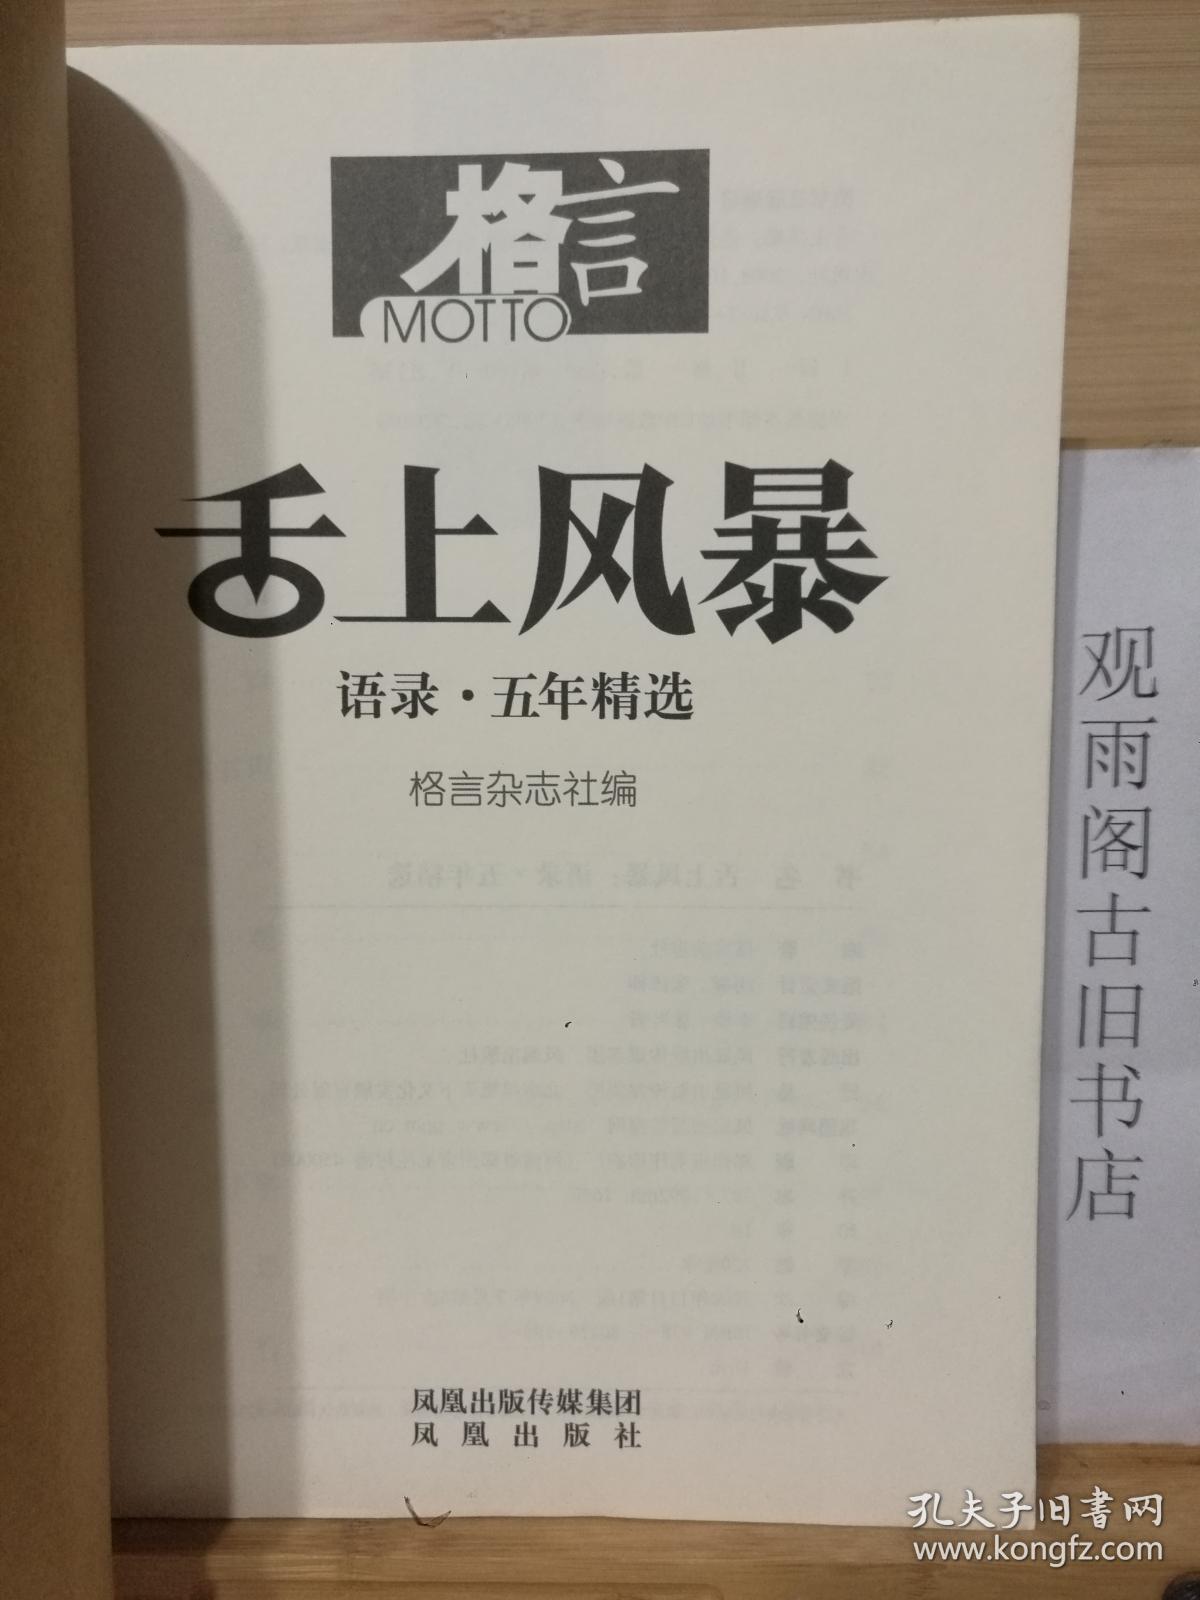 格言
MOTTO
舌上风暴
语录·五年精选
格言杂志社编
凤凰出版传媒集团
凤凰出版社
观雨阁古旧书店
孔夫子旧书网
www.kongfz.com